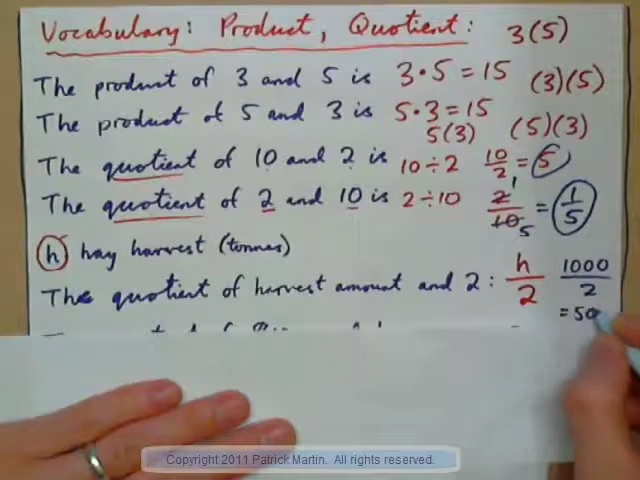 Vocabulary: Product, Quotient: 3(5)
The product of 3 and 5 is 3·5=15 (3)(5)
The product of 5 and 3 is 5·3=15
5(3) (5)(3)
The quotient of 10 and 2 is 10÷2 10/2=5
The quotient of 2 and 10 is 2÷10 2/10 1 5 =1/5
h hay harvest (tonnes)
The quotient of harvest amount and 2: h/2 1000/2
=50
Copyright 2011 Patrick Martin. All rights reserved.